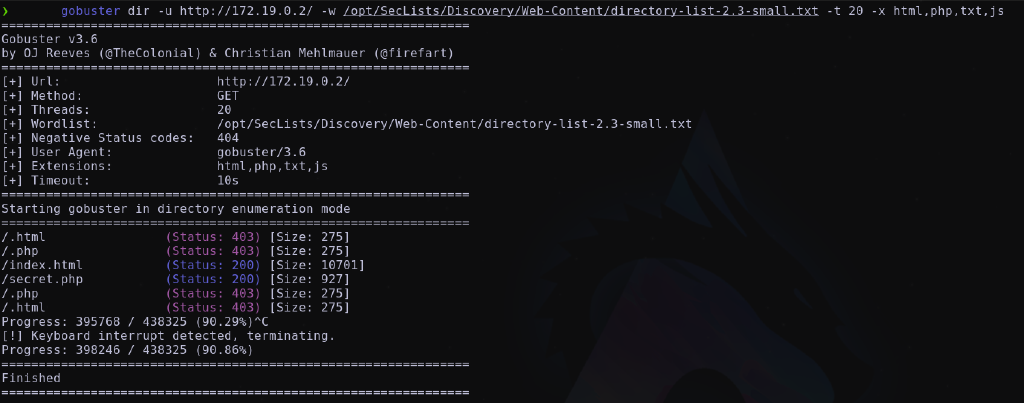 ❯ gobuster dir -u http://172.19.0.2/ -w /opt/SecLists/Discovery/Web-Content/directory-list-2.3-small.txt -t 20 -x html,php,txt,js
===============================================================
Gobuster v3.6
by OJ Reeves (@TheColonial) & Christian Mehlmauer (@firefart)
===============================================================
[+] Url:                     http://172.19.0.2/
[+] Method:                  GET
[+] Threads:                 20
[+] Wordlist:                /opt/SecLists/Discovery/Web-Content/directory-list-2.3-small.txt
[+] Negative Status codes:   404
[+] User Agent:              gobuster/3.6
[+] Extensions:              html,php,txt,js
[+] Timeout:                 10s
===============================================================
Starting gobuster in directory enumeration mode
===============================================================
/.html                (Status: 403) [Size: 275]
/.php                 (Status: 403) [Size: 275]
/index.html           (Status: 200) [Size: 10701]
/secret.php           (Status: 200) [Size: 927]
/.php                 (Status: 403) [Size: 275]
/.html                (Status: 403) [Size: 275]
Progress: 395768 / 438325 (90.29%)^C
[!] Keyboard interrupt detected, terminating.
Progress: 398246 / 438325 (90.86%)
===============================================================
Finished
===============================================================